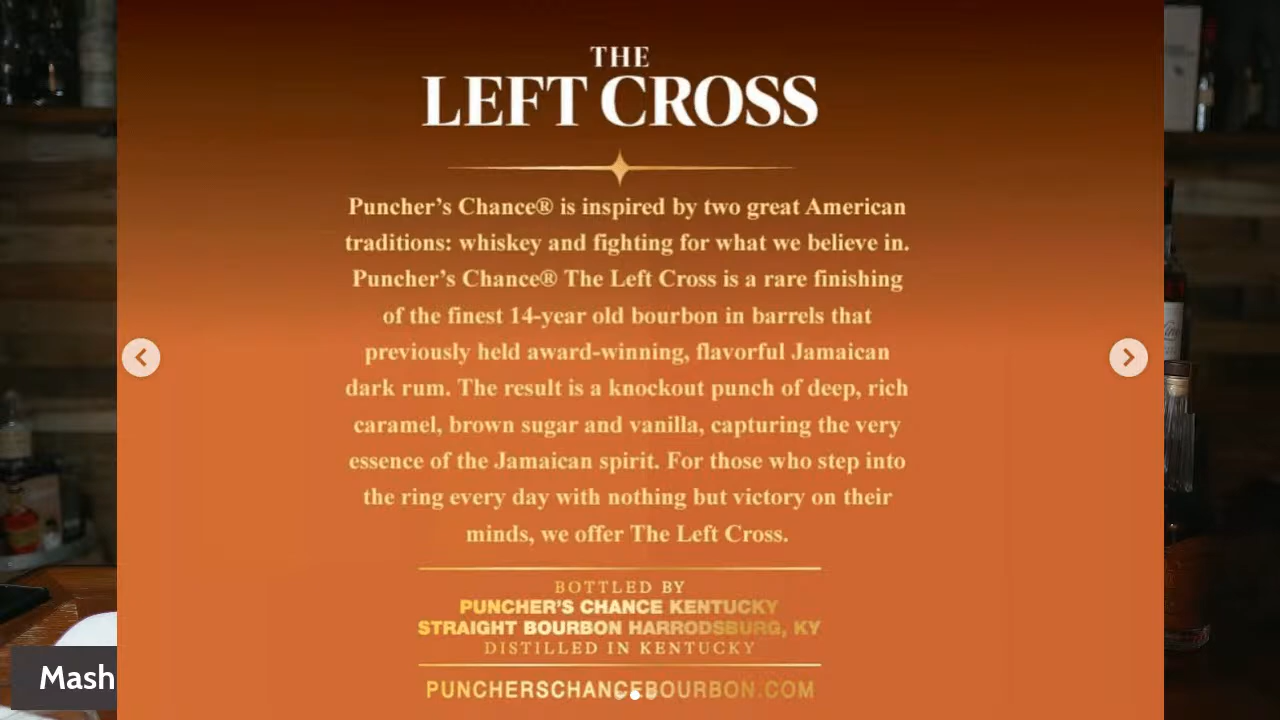 THE
LEFT CROSS
Puncher's Chance® is inspired by two great American
traditions: whiskey and fighting for what we believe in.
Puncher's Chance® The Left Cross is a rare finishing
of the finest 14-year old bourbon in barrels that
previously held award-winning, flavorful Jamaican
dark rum. The result is a knockout punch of deep, rich
caramel, brown sugar and vanilla, capturing the very
essence of the Jamaican spirit. For those who step into
the ring every day with nothing but victory on their
minds, we offer The Left Cross.
BOTTLED BY
PUNCHER'S CHANCE KENTUCKY
STRAIGHT BOURBON HARRODSBURG, KY
DISTILLED IN KENTUCKY
PUNCHERSCHANCEBOURBON.COM
Mash